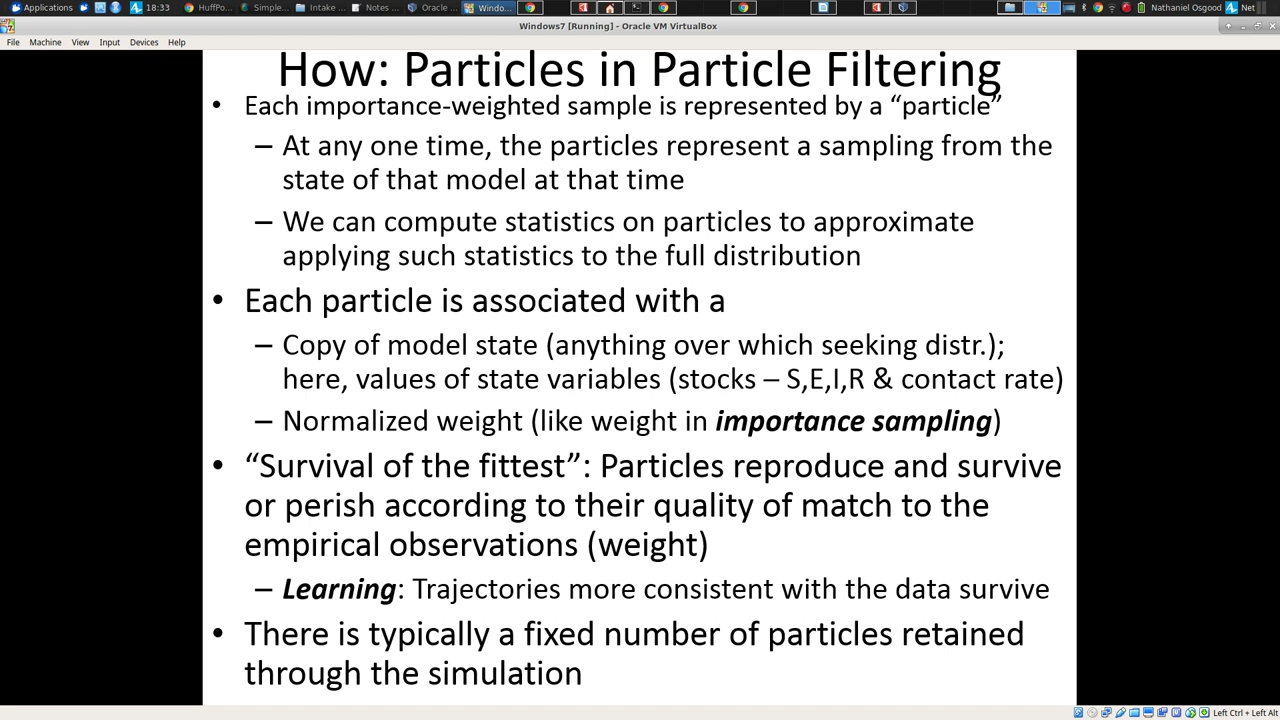 Applications 18:33 HuffPo... Simple... Intake ... Notes ... Oracle ... Windo... Nathaniel Osgood Net
Windows7 [Running] - Oracle VM VirtualBox
File Machine View Input Devices Help
How: Particles in Particle Filtering
• Each importance-weighted sample is represented by a “particle”
– At any one time, the particles represent a sampling from the
state of that model at that time
– We can compute statistics on particles to approximate
applying such statistics to the full distribution
• Each particle is associated with a
– Copy of model state (anything over which seeking distr.);
here, values of state variables (stocks – S,E,I,R & contact rate)
– Normalized weight (like weight in importance sampling)
• “Survival of the fittest”: Particles reproduce and survive
or perish according to their quality of match to the
empirical observations (weight)
– Learning: Trajectories more consistent with the data survive
• There is typically a fixed number of particles retained
through the simulation
Left Ctrl + Left Alt